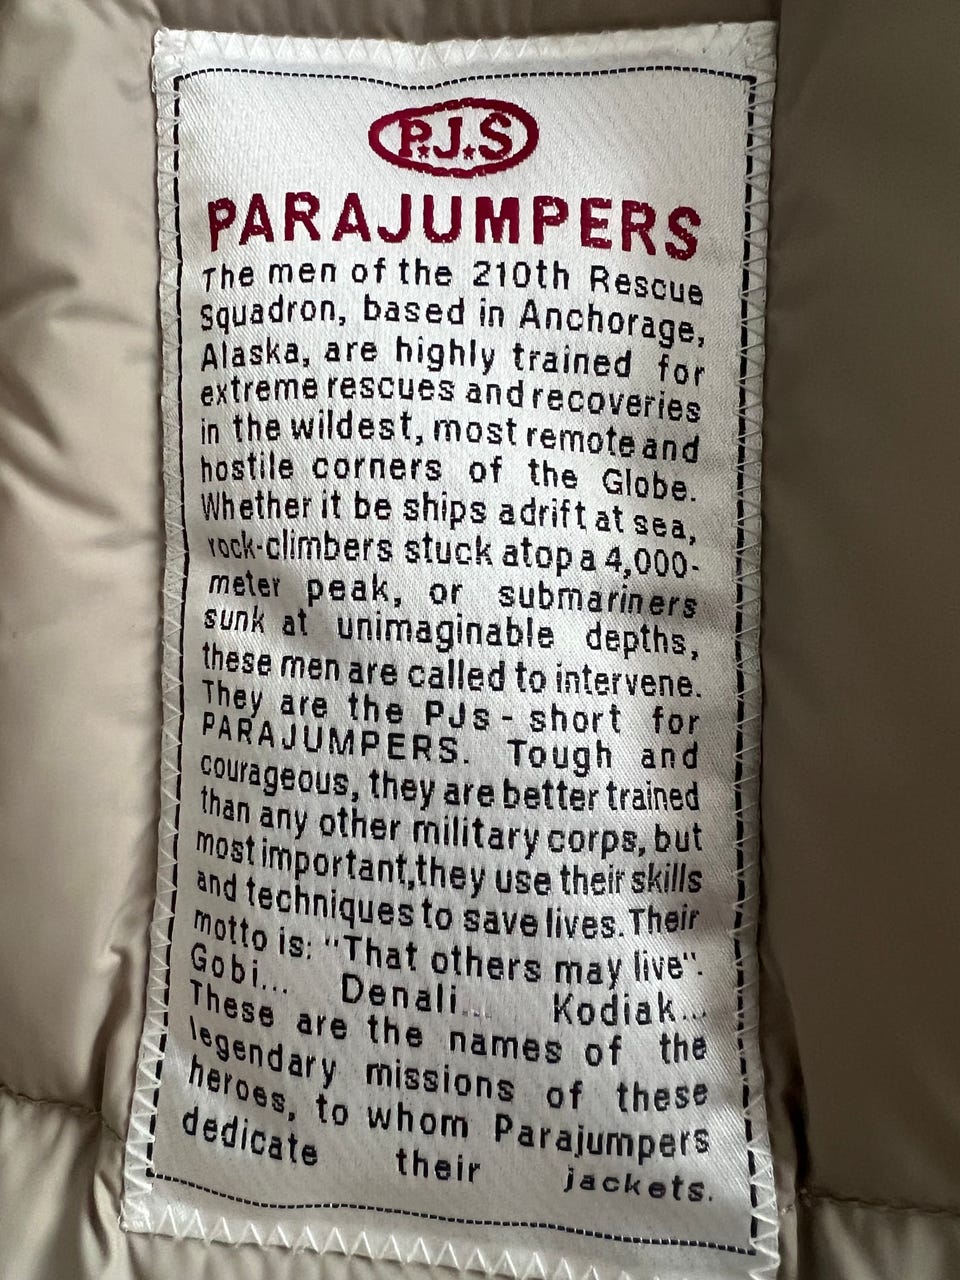 P.J.S
PARAJUMPERS
The men of the 210th Rescue
Squadron, based in Anchorage,
Alaska, are highly trained for
extreme rescues and recoveries
in the wildest, most remote and
hostile corners of the Globe.
Whether it be ships adrift at sea,
rock-climbers stuck atop a 4,000-
meter peak, or submariners
sunk at unimaginable depths,
these men are called to intervene.
They are the PJs - short for
PARAJUMPERS. Tough and
courageous, they are better trained
than any other military corps, but
most important,they use their skills
and techniques to save lives. Their
motto is: "That others may live".
Gobi... Denali... Kodiak...
These are the names of the
legendary missions of these
heroes, to whom Parajumpers
dedicate their jackets.